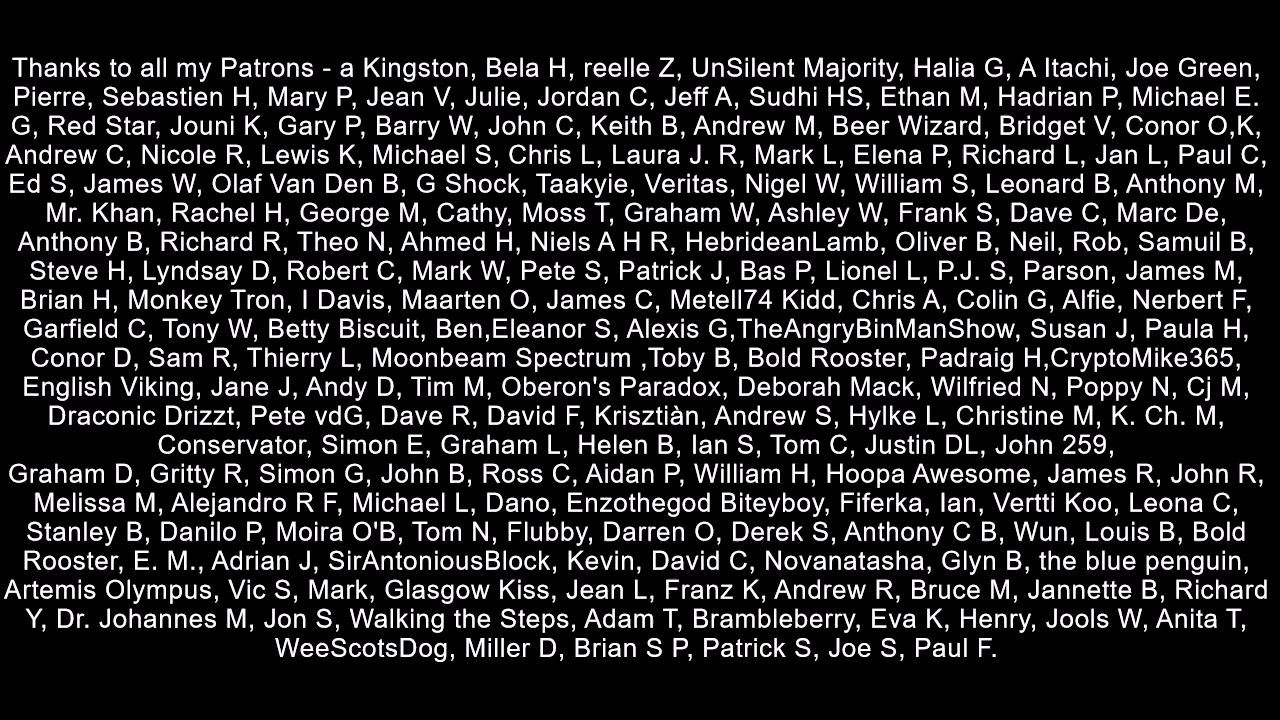 Thanks to all my Patrons - a Kingston, Bela H, reelle Z, UnSilent Majority, Halia G, A Itachi, Joe Green,
Pierre, Sebastien H, Mary P, Jean V, Julie, Jordan C, Jeff A, Sudhi HS, Ethan M, Hadrian P, Michael E.
G, Red Star, Jouni K, Gary P, Barry W, John C, Keith B, Andrew M, Beer Wizard, Bridget V, Conor O,K,
Andrew C, Nicole R, Lewis K, Michael S, Chris L, Laura J. R, Mark L, Elena P, Richard L, Jan L, Paul C,
Ed S, James W, Olaf Van Den B, G Shock, Taakyie, Veritas, Nigel W, William S, Leonard B, Anthony M,
Mr. Khan, Rachel H, George M, Cathy, Moss T, Graham W, Ashley W, Frank S, Dave C, Marc De,
Anthony B, Richard R, Theo N, Ahmed H, Niels A H R, HebrideanLamb, Oliver B, Neil, Rob, Samuil B,
Steve H, Lyndsay D, Robert C, Mark W, Pete S, Patrick J, Bas P, Lionel L, P.J. S, Parson, James M,
Brian H, Monkey Tron, I Davis, Maarten O, James C, Metell74 Kidd, Chris A, Colin G, Alfie, Nerbert F,
Garfield C, Tony W, Betty Biscuit, Ben,Eleanor S, Alexis G,TheAngryBinManShow, Susan J, Paula H,
Conor D, Sam R, Thierry L, Moonbeam Spectrum ,Toby B, Bold Rooster, Padraig H,CryptoMike365,
English Viking, Jane J, Andy D, Tim M, Oberon's Paradox, Deborah Mack, Wilfried N, Poppy N, Cj M,
Draconic Drizzt, Pete vdG, Dave R, David F, Krisztiàn, Andrew S, Hylke L, Christine M, K. Ch. M,
Conservator, Simon E, Graham L, Helen B, Ian S, Tom C, Justin DL, John 259,
Graham D, Gritty R, Simon G, John B, Ross C, Aidan P, William H, Hoopa Awesome, James R, John R,
Melissa M, Alejandro R F, Michael L, Dano, Enzothegod Biteyboy, Fiferka, Ian, Vertti Koo, Leona C,
Stanley B, Danilo P, Moira O'B, Tom N, Flubby, Darren O, Derek S, Anthony C B, Wun, Louis B, Bold
Rooster, E. M., Adrian J, SirAntoniousBlock, Kevin, David C, Novanatasha, Glyn B, the blue penguin,
Artemis Olympus, Vic S, Mark, Glasgow Kiss, Jean L, Franz K, Andrew R, Bruce M, Jannette B, Richard
Y, Dr. Johannes M, Jon S, Walking the Steps, Adam T, Brambleberry, Eva K, Henry, Jools W, Anita T,
WeeScotsDog, Miller D, Brian S P, Patrick S, Joe S, Paul F.